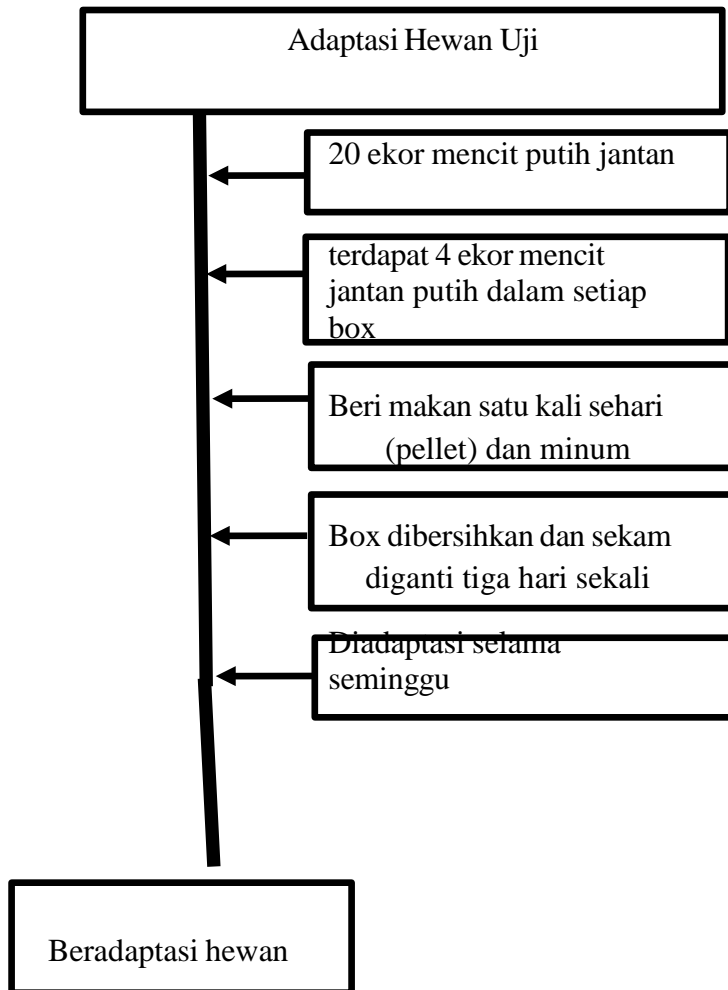 Adaptasi Hewan Uji
20 ekor mencit putih jantan
terdapat 4 ekor mencit
jantan putih dalam setiap
box
Beri makan satu kali sehari
(pellet) dan minum
Box dibersihkan dan sekam
diganti tiga hari sekali
Diadaptasi selama
seminggu
Beradaptasi hewan